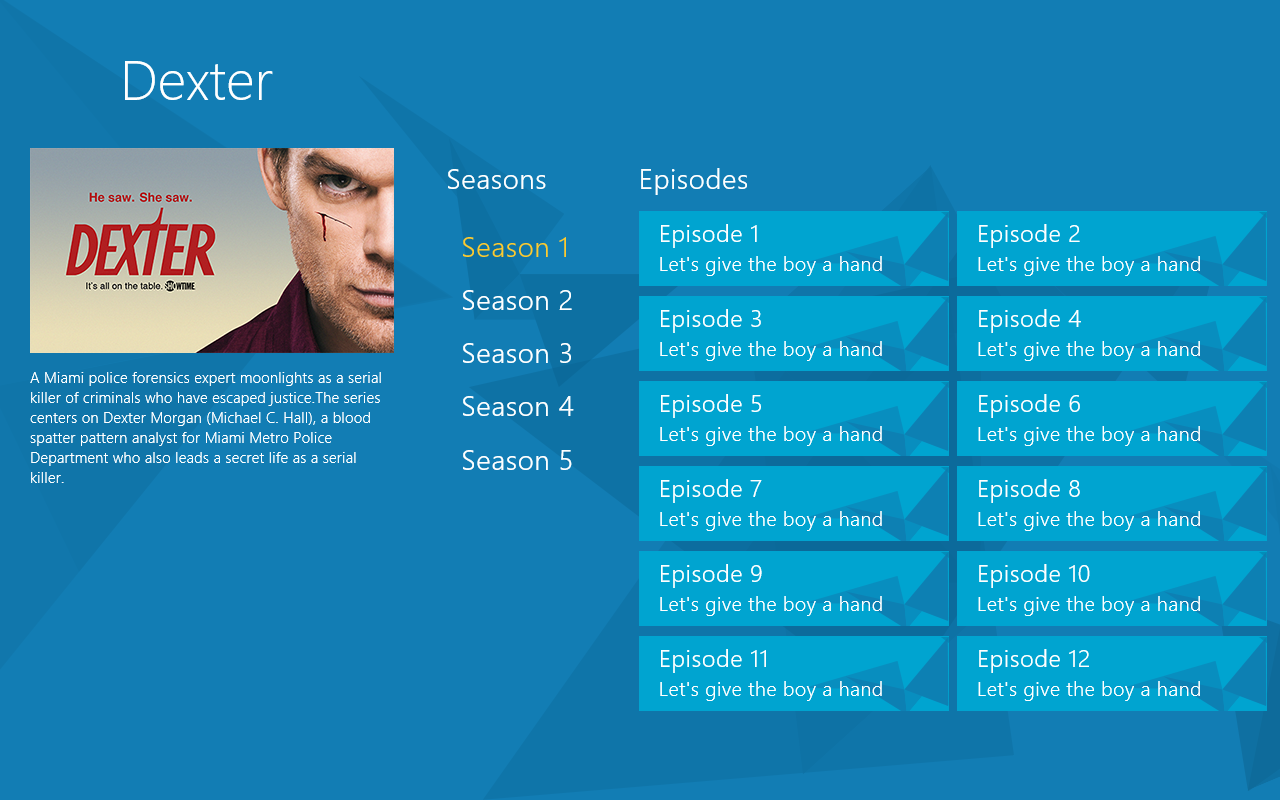 Dexter
He saw. She saw.
DEXTER
It's all on the table. SHOWTIME
A Miami police forensics expert moonlights as a serial
killer of criminals who have escaped justice.The series
centers on Dexter Morgan (Michael C. Hall), a blood
spatter pattern analyst for Miami Metro Police
Department who also leads a secret life as a serial
killer.
Seasons
Season 1
Season 2
Season 3
Season 4
Season 5
Episodes
Episode 1
Let's give the boy a hand
Episode 2
Let's give the boy a hand
Episode 3
Let's give the boy a hand
Episode 4
Let's give the boy a hand
Episode 5
Let's give the boy a hand
Episode 6
Let's give the boy a hand
Episode 7
Let's give the boy a hand
Episode 8
Let's give the boy a hand
Episode 9
Let's give the boy a hand
Episode 10
Let's give the boy a hand
Episode 11
Let's give the boy a hand
Episode 12
Let's give the boy a hand